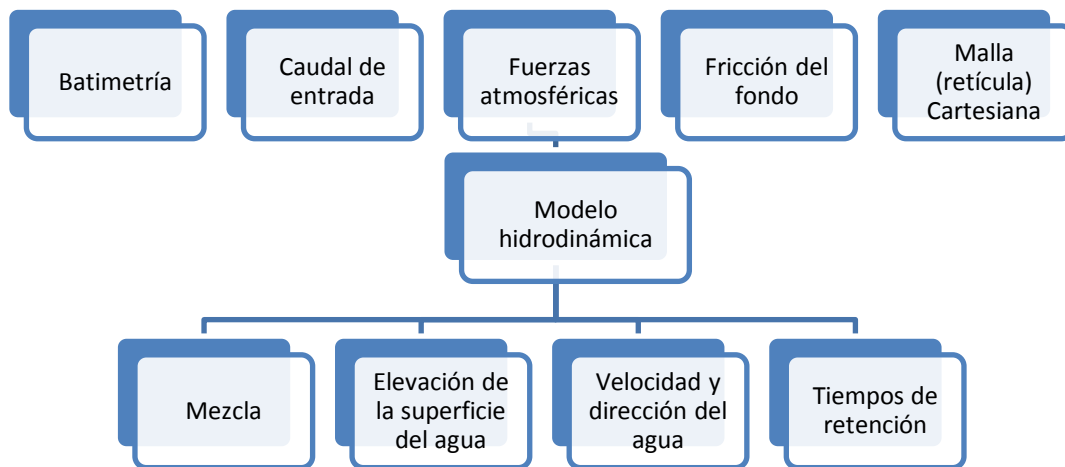 Batimetría
Caudal de
entrada
Fuerzas
atmosféricas
Fricción del
fondo
Malla
(retícula)
Cartesiana
Modelo
hidrodinámica
Mezcla
Elevación de
la superficie
del agua
Velocidad y
dirección del
agua
Tiempos de
retención